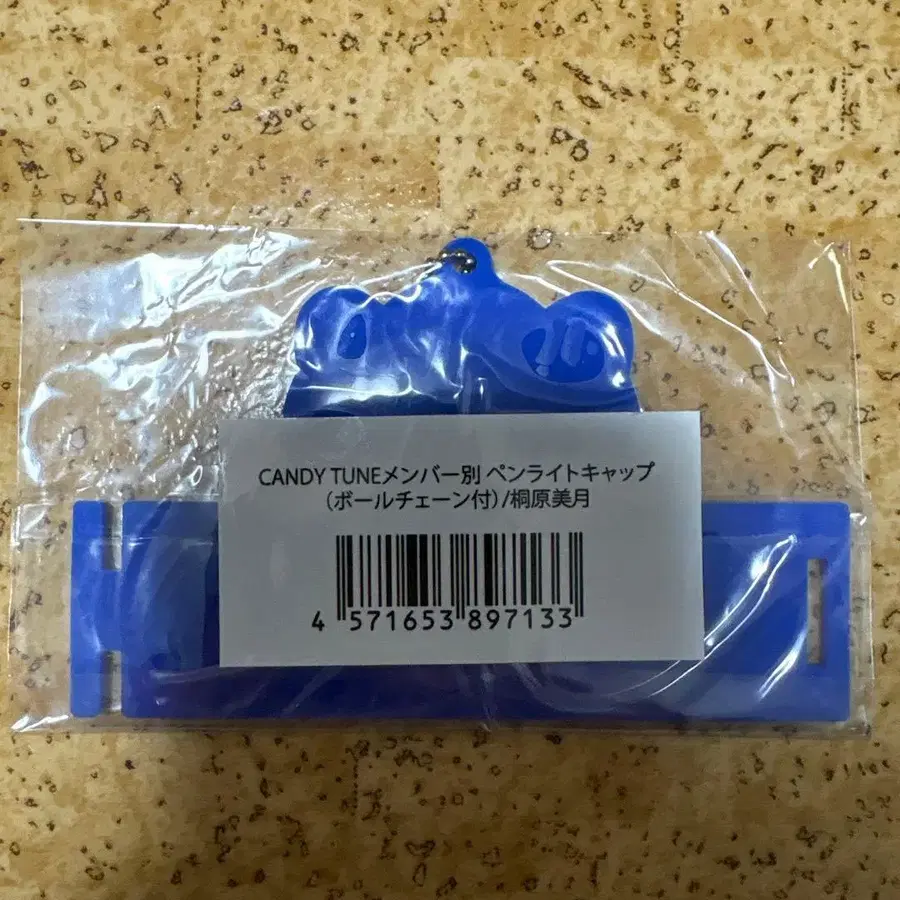 CANDY TUNEメンバー別 ペンライトキャップ
（ボールチェーン付）/桐原美月
4 571653 897133